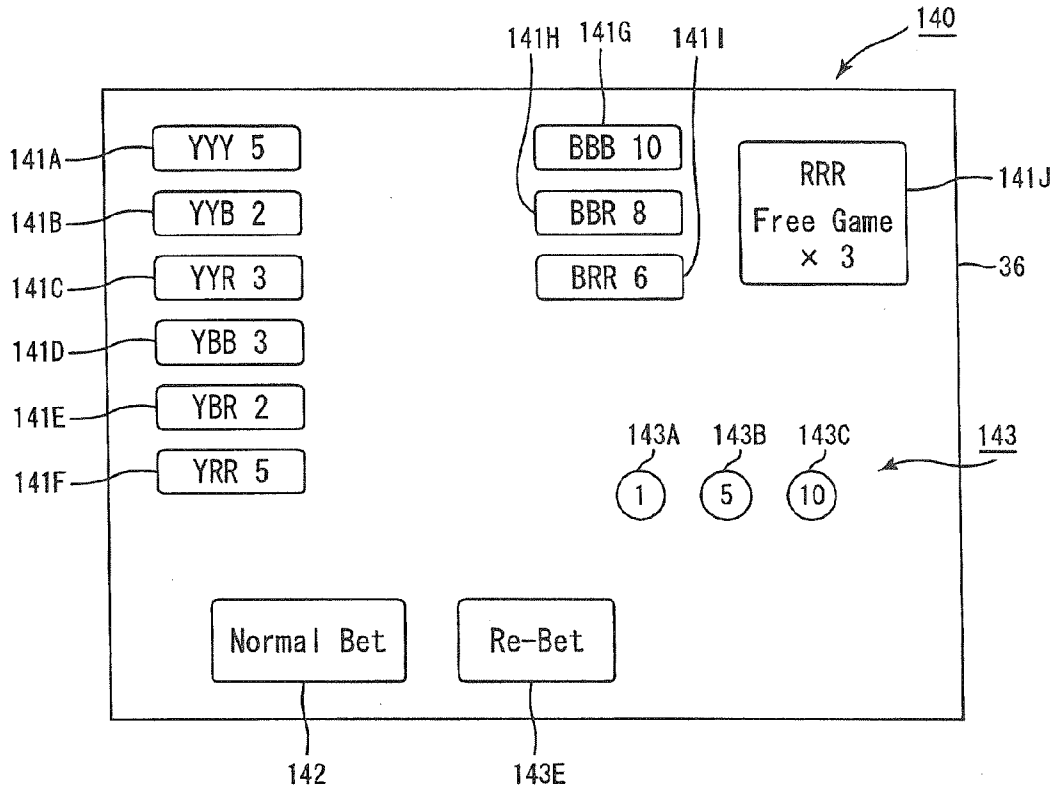 140
141H
141G
141I
141A
YYY 5
BBB 10
RRR
Free Game
× 3
141J
141B
YYB 2
BBR 8
141C
YYR 3
BRR 6
36
141D
YBB 3
141E
YBR 2
141F
YRR 5
143A
143B
143C
143
1
5
10
Normal Bet
Re-Bet
142
143E